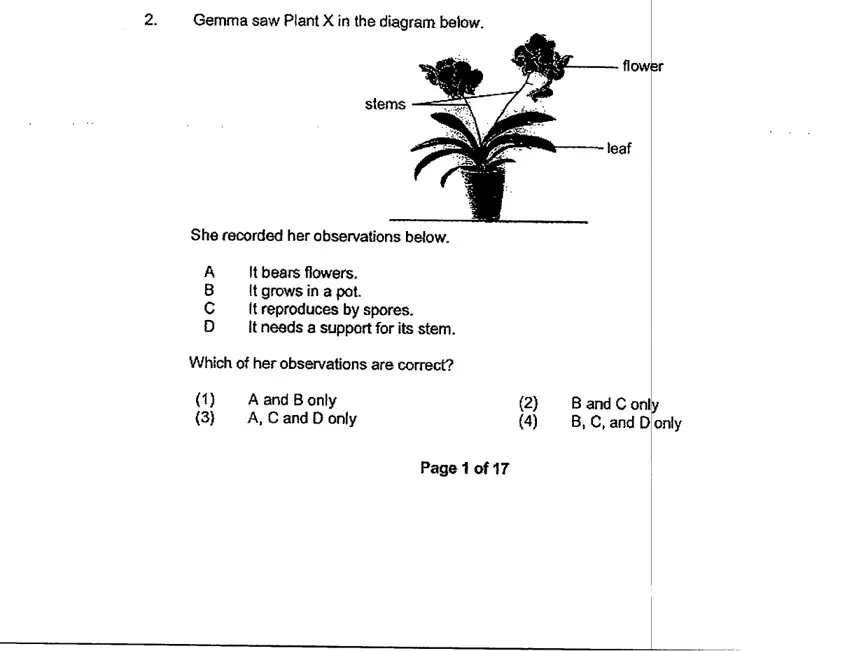 2. Gemma saw Plant X in the diagram below.
flower
stems
leaf
She recorded her observations below.
A It bears flowers.
B It grows in a pot.
C It reproduces by spores.
D It needs a support for its stem.
Which of her observations are correct?
(1) A and B only (2) B and C only
(3) A, C and D only (4) B, C, and D only
Page 1 of 17